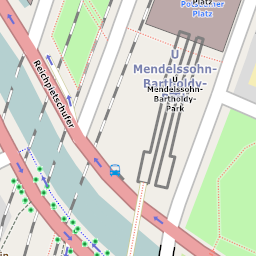 Potsdamer
Platz
Platz
U
Mendelssohn-
Bartholdy-
U
Mendelssohn-
Bartholdy-
Park
Reichpietschufer